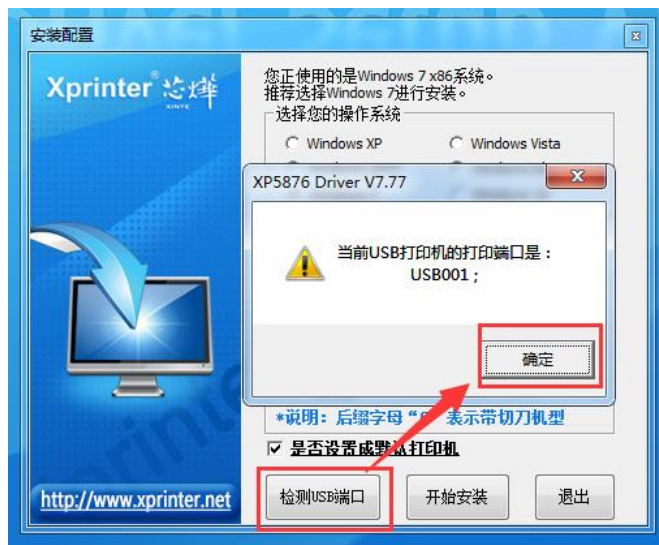 安装配置
Xprinter® 芯烨
XINYE
您正使用的是Windows 7 x86系统。
推荐选择Windows 7进行安装。
选择您的操作系统
Windows XP
Windows Vista
XP5876 Driver V7.77
当前USB打印机的打印端口是：
USB001；
确定
*说明：后缀字母“ 表示带切刀机型
是否设置成默认打印机
http://www.xprinter.net
检测USB端口
开始安装
退出